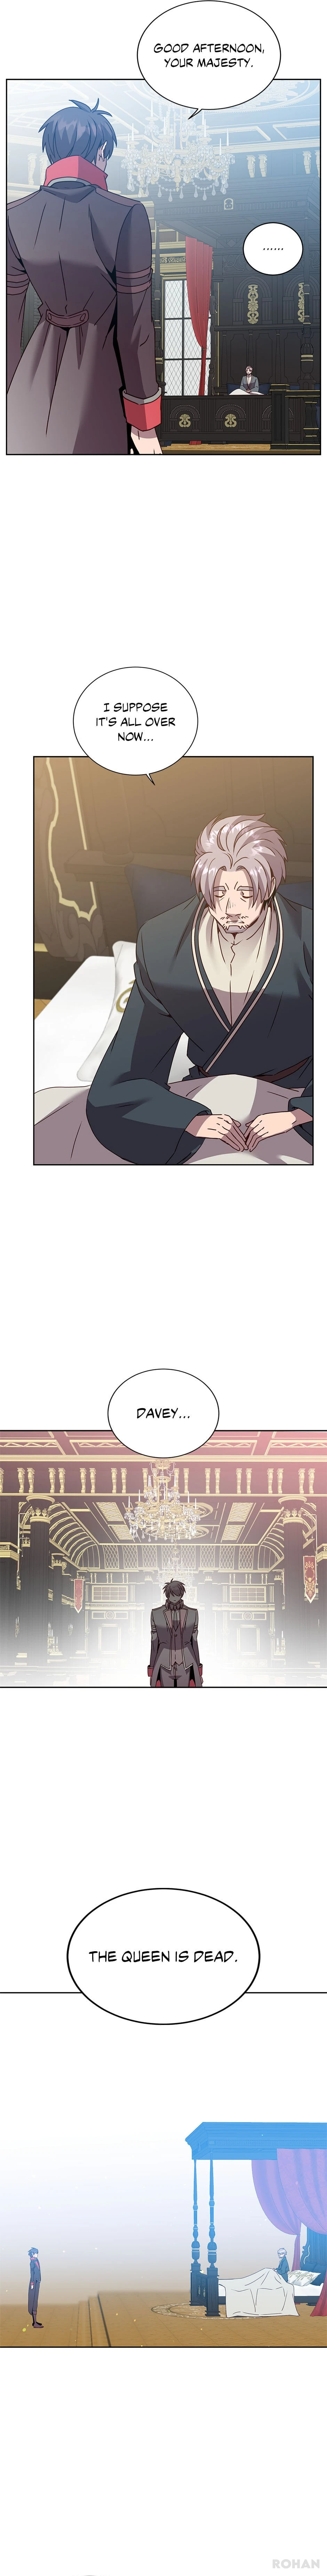 GOOD AFTERNOON,
YOUR MAJESTY.
......
I SUPPOSE
IT'S ALL OVER
NOW...
DAVEY...
THE QUEEN IS DEAD.
ROHAN